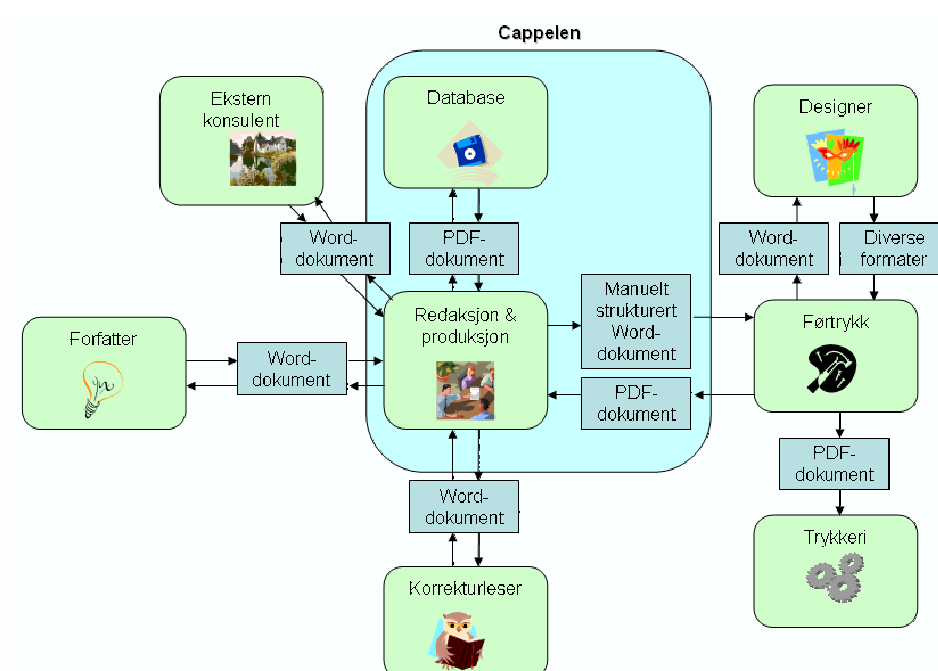 Cappelen
Ekstern
konsulent
Database
Designer
Word-
dokument
PDF-
dokument
Word-
dokument
Diverse
formater
Manuelt
strukturert
Word-
dokument
Redaksjon &
produksjon
Førtrykk
Forfatter
Word-
dokument
PDF-
dokument
PDF-
dokument
Word-
dokument
Trykkeri
Korrekturleser